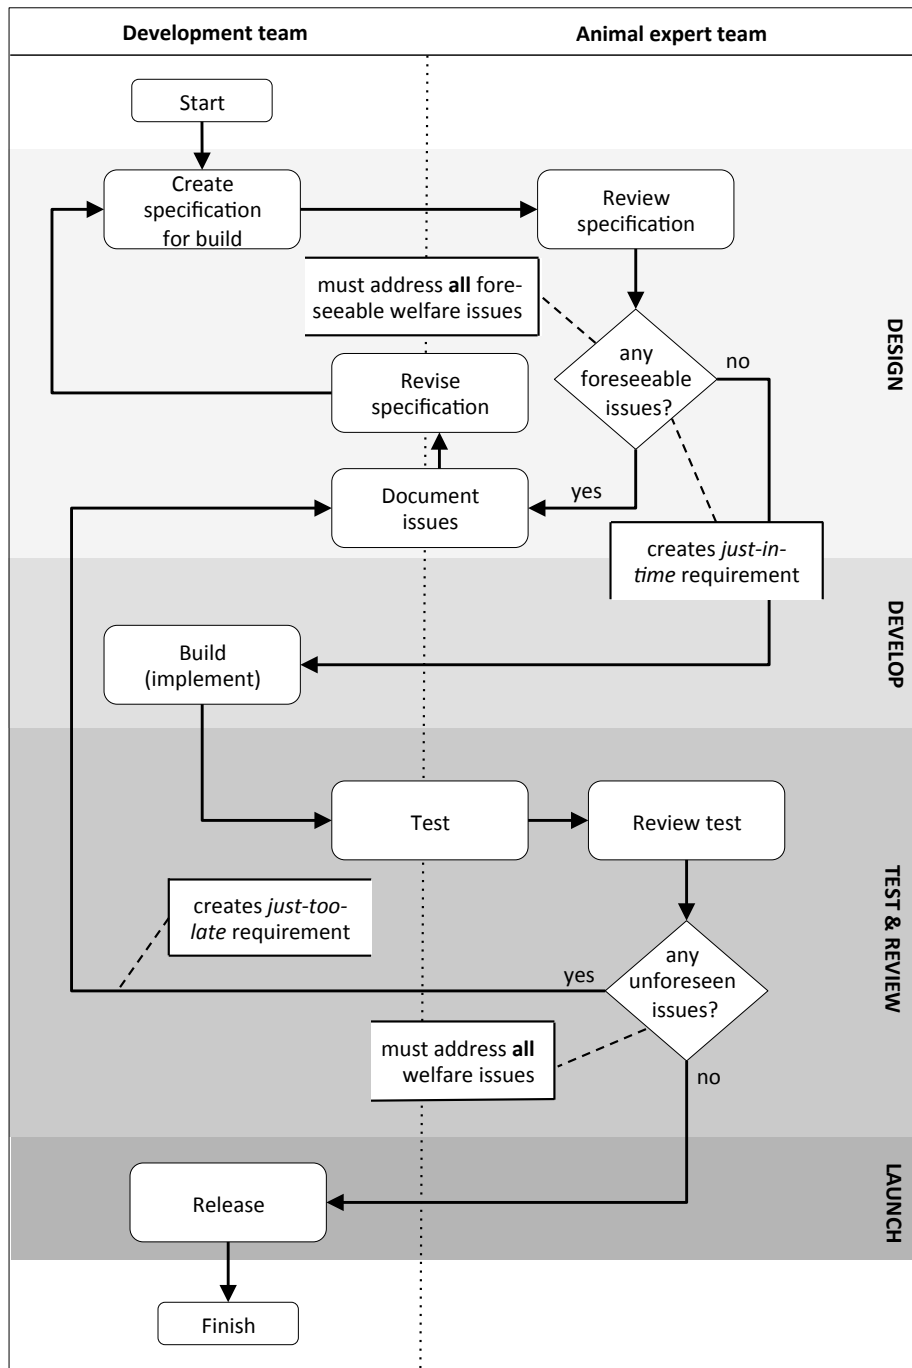 Development team
Animal expert team
Start
Create
specification
for build
Review
specification
must address all fore-
seeable welfare issues
any
foreseeable
issues?
no
DESIGN
Revise
specification
yes
Document
issues
creates just-in-
time requirement
DEVELOP
Build
(implement)
Test
Review test
creates just-too-
late requirement
TEST & REVIEW
any
unforeseen
issues?
yes
must address all
welfare issues
no
LAUNCH
Release
Finish